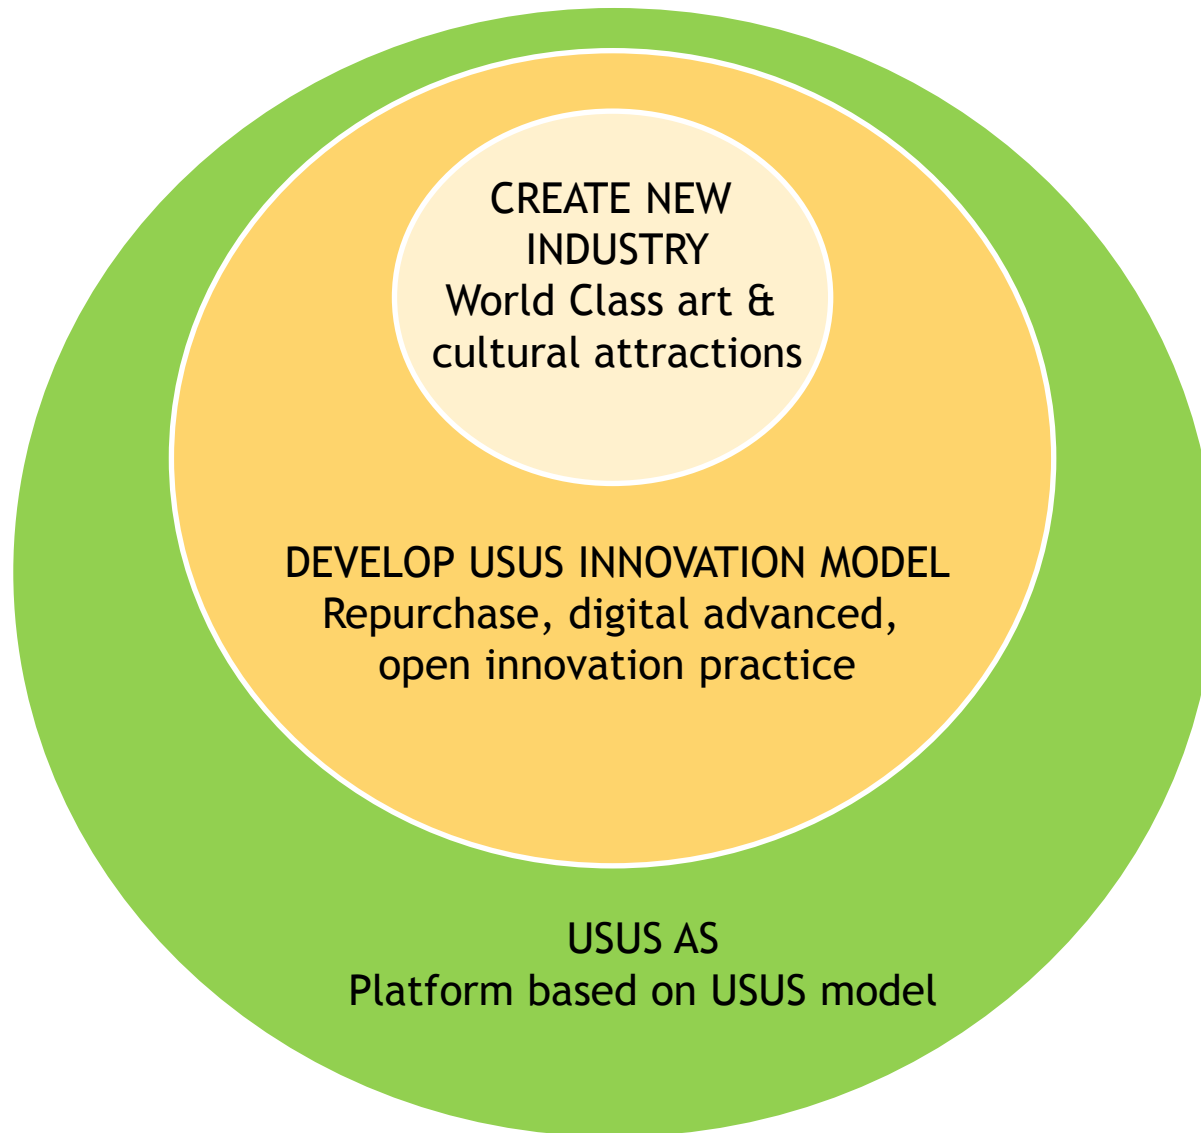 CREATE NEW
INDUSTRY
World Class art &
cultural attractions
DEVELOP USUS INNOVATION MODEL
Repurchase, digital advanced,
open innovation practice
USUS AS
Platform based on USUS model